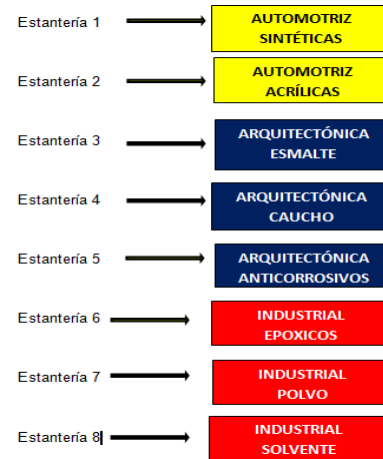 Estantería 1
AUTOMOTRIZ
SINTÉTICAS
Estantería 2
AUTOMOTRIZ
ACRÍLICAS
Estantería 3
ARQUITECTÓNICA
ESMALTE
Estantería 4
ARQUITECTÓNICA
CAUCHO
Estantería 5
ARQUITECTÓNICA
ANTICORROSIVOS
Estantería 6
INDUSTRIAL
EPOXICOS
Estantería 7
INDUSTRIAL
POLVO
Estantería 8
INDUSTRIAL
SOLVENTE